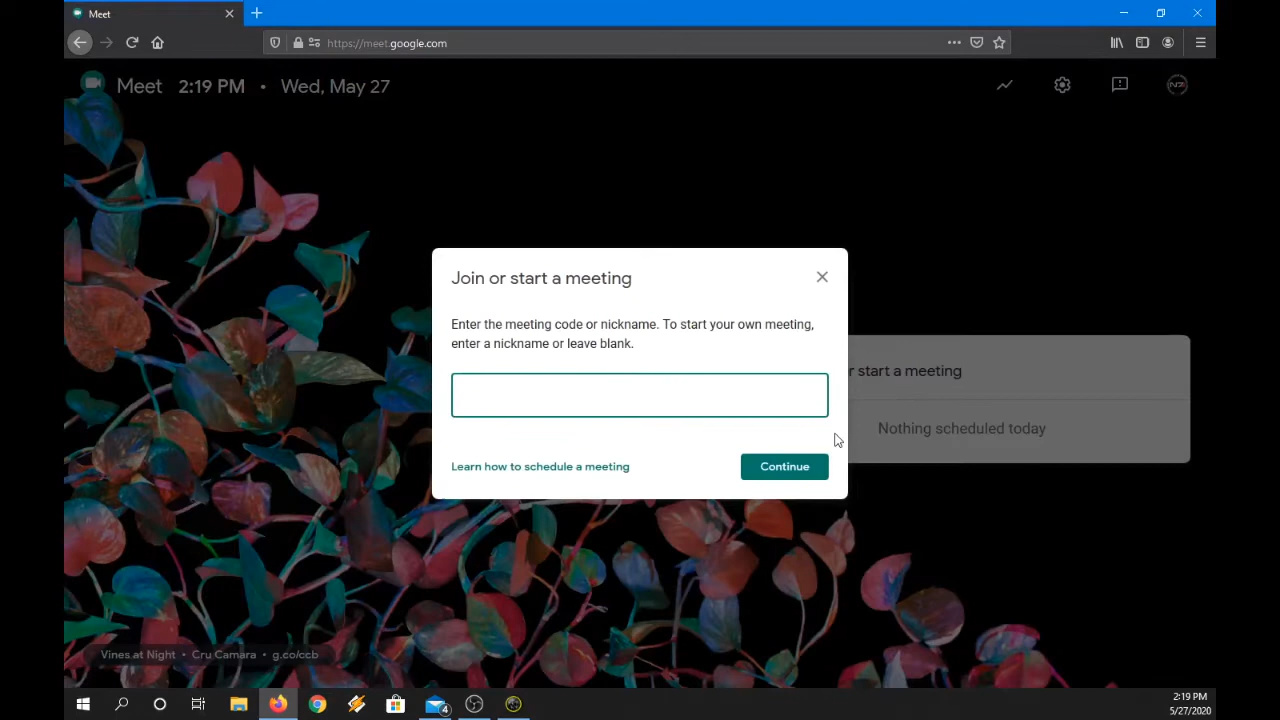 Meet
https://meet.google.com
Meet 2:19 PM • Wed, May 27
N7
Join or start a meeting
Enter the meeting code or nickname. To start your own meeting,
enter a nickname or leave blank.
r start a meeting
Nothing scheduled today
Learn how to schedule a meeting
Continue
Vines at Night • Cru Camara • g.co/ccb
4
2:19 PM
5/27/2020